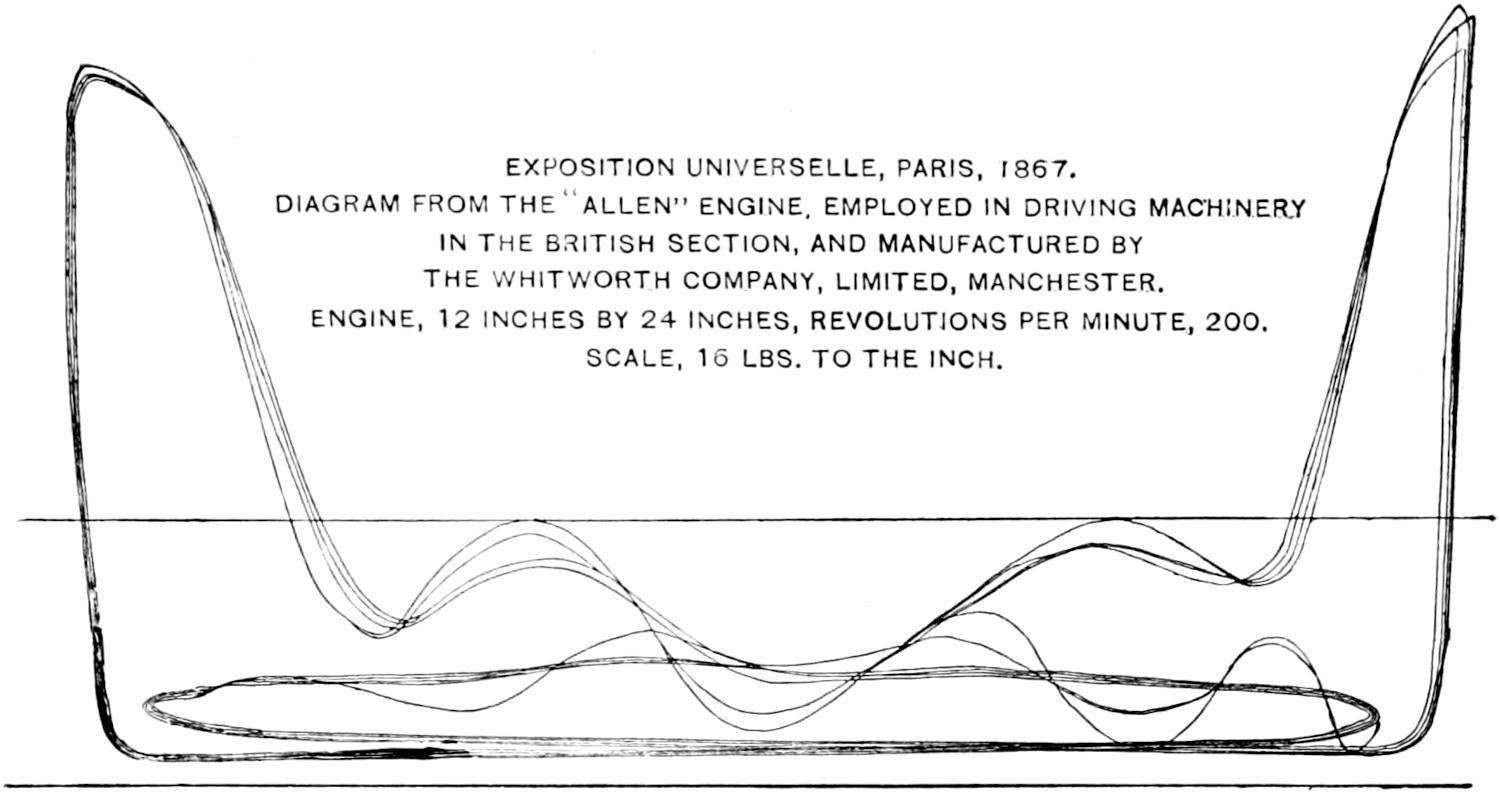 EXPOSITION UNIVERSELLE, PARIS, 1867.
DIAGRAM FROM THE "ALLEN" ENGINE, EMPLOYED IN DRIVING MACHINERY
IN THE BRITISH SECTION, AND MANUFACTURED BY
THE WHITWORTH COMPANY, LIMITED, MANCHESTER.
ENGINE, 12 INCHES BY 24 INCHES, REVOLUTIONS PER MINUTE, 200.
SCALE, 16 LBS. TO THE INCH.